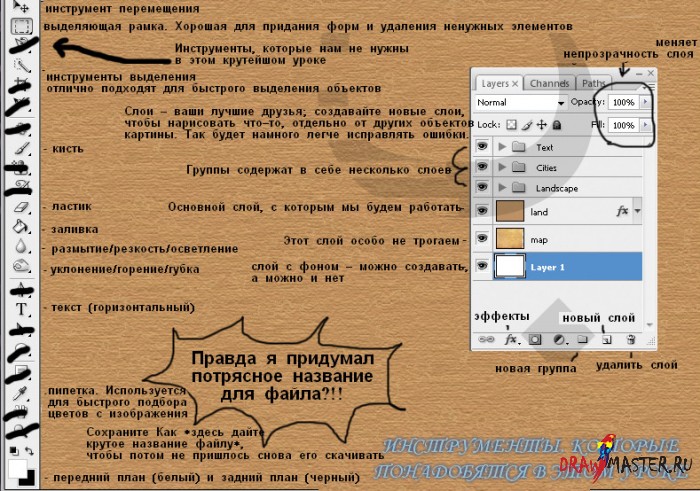 инструмент перемещения
выделяющая рамка. Хорошая для придания форм и удаления ненужных элементов
Инструменты, которые нам не нужны
в этом крутейшом уроке
инструменты выделения
отлично подходят для быстрого выделения объектов
меняет
непрозрачность слоя
Layers × Channels Paths
Normal Opacity: 100%
Lock: Fill: 100%
Text
Cities
Landscape
land fx
map
Layer 1
Слои – ваши лучшие друзья; создавайте новые слои,
чтобы нарисовать что-то, отдельно от других объектов
картины. Так будет намного легче исправлять ошибки.
- кисть
Группы содержат в себе несколько слоев
- ластик
Основной слой, с которым мы будем работать-
- заливка
Этот слой особо не трогаем -
- размытие/резкость/осветление
- уклонение/горение/губка
слой с фоном – можно создавать,
а можно и нет
T
- текст (горизонтальный)
эффекты
новый слой
fx.
новая группа
удалить слой
Правда я придумал
потрясное название
для файла?!!
.пипетка. Используется
для быстрого подбора
цветов с изображения
Сохраните Как *здесь дайте
крутое название файлу*,
чтобы потом не пришлось снова его скачивать
- передний план (белый) и задний план (черный)
ИНСТРУМЕНТЫ, КОТОРЫЕ
ПОНАДОБЯТСЯ В ЭТОМ УРОКЕ
DRAWMASTER.RU